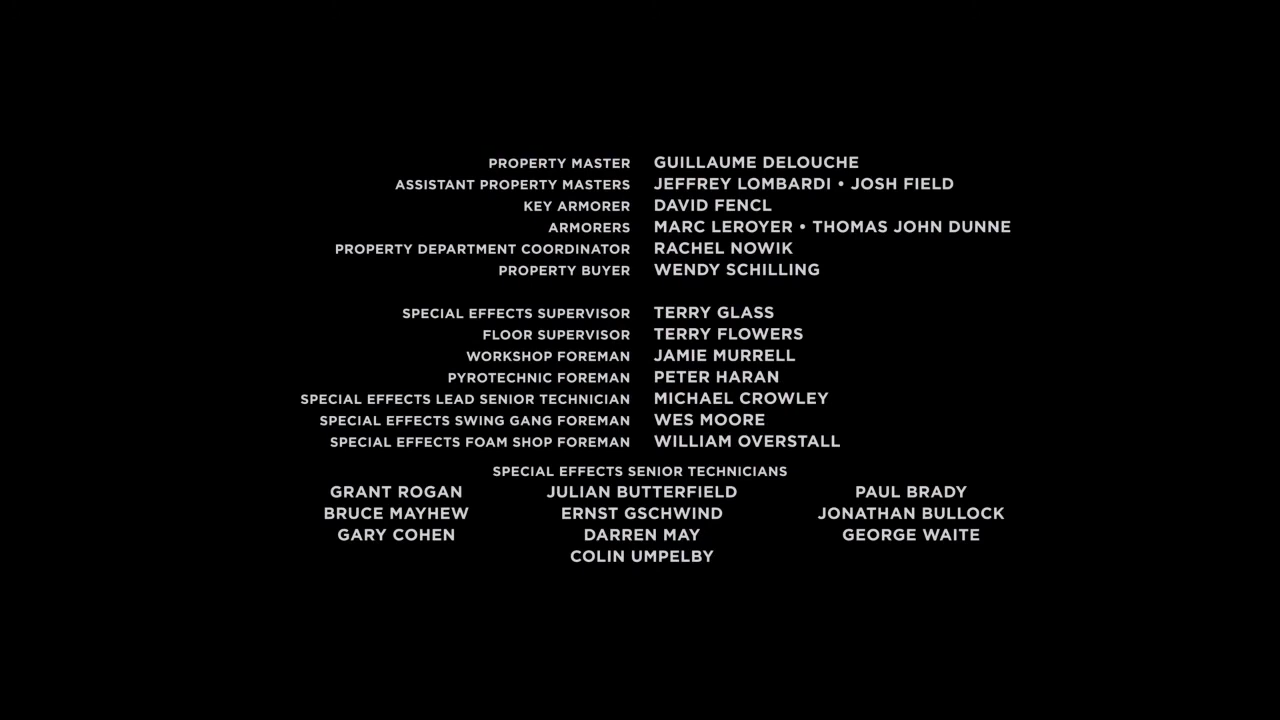 PROPERTY MASTER GUILLAUME DELOUCHE
ASSISTANT PROPERTY MASTERS JEFFREY LOMBARDI • JOSH FIELD
KEY ARMORER DAVID FENCL
ARMORERS MARC LEROYER • THOMAS JOHN DUNNE
PROPERTY DEPARTMENT COORDINATOR RACHEL NOWIK
PROPERTY BUYER WENDY SCHILLING
SPECIAL EFFECTS SUPERVISOR TERRY GLASS
FLOOR SUPERVISOR TERRY FLOWERS
WORKSHOP FOREMAN JAMIE MURRELL
PYROTECHNIC FOREMAN PETER HARAN
SPECIAL EFFECTS LEAD SENIOR TECHNICIAN MICHAEL CROWLEY
SPECIAL EFFECTS SWING GANG FOREMAN WES MOORE
SPECIAL EFFECTS FOAM SHOP FOREMAN WILLIAM OVERSTALL
SPECIAL EFFECTS SENIOR TECHNICIANS
GRANT ROGAN JULIAN BUTTERFIELD PAUL BRADY
BRUCE MAYHEW ERNST GSCHWIND JONATHAN BULLOCK
GARY COHEN DARREN MAY GEORGE WAITE
COLIN UMPELBY